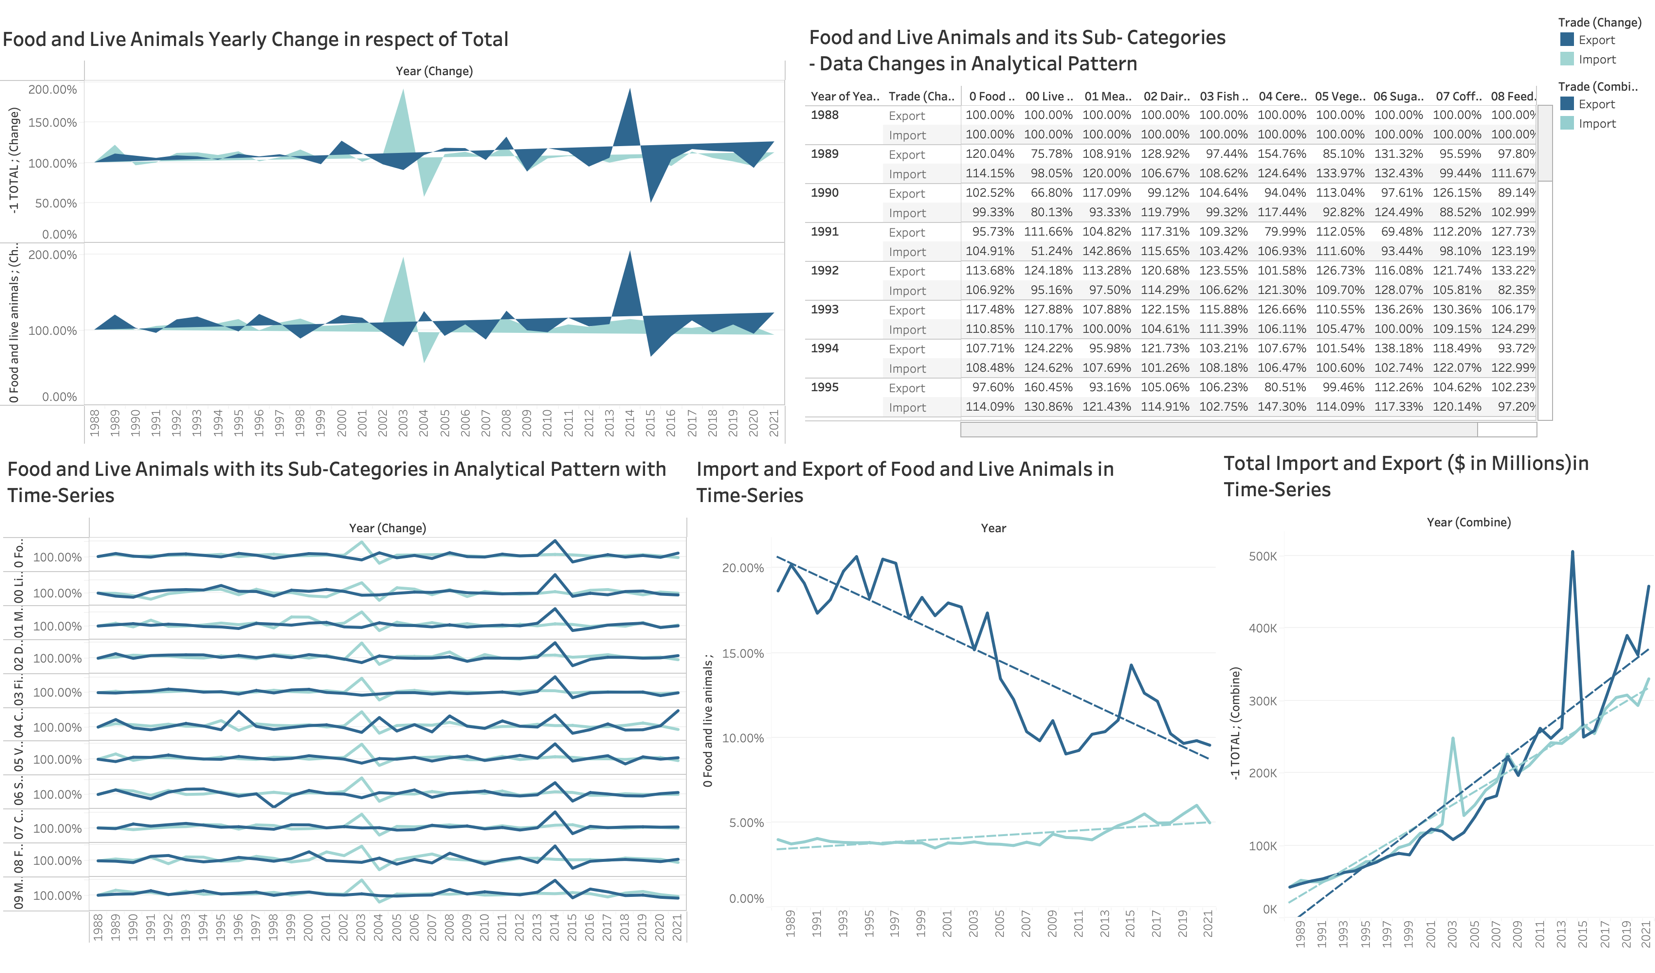 Food and Live Animals Yearly Change in respect of Total
Year (Change)
-1 TOTAL ; (Change)
200.00%
150.00%
100.00%
50.00%
0.00%
0 Food and live animals ; (Ch..
200.00%
100.00%
0.00%
1988 1989 1990 1991 1992 1993 1994 1995 1996 1997 1998 1999 2000 2001 2002 2003 2004 2005 2006 2007 2008 2009 2010 2011 2012 2013 2014 2015 2016 2017 2018 2019 2020 2021
Food and Live Animals and its Sub- Categories
- Data Changes in Analytical Pattern
Year of Yea.. Trade (Cha.. 0 Food .. 00 Live .. 01 Mea.. 02 Dair.. 03 Fish .. 04 Cere.. 05 Vege.. 06 Suga.. 07 Coff.. 08 Feed.
1988 Export 100.00% 100.00% 100.00% 100.00% 100.00% 100.00% 100.00% 100.00% 100.00% 100.00%
Import 100.00% 100.00% 100.00% 100.00% 100.00% 100.00% 100.00% 100.00% 100.00% 100.00%
1989 Export 120.04% 75.78% 108.91% 128.92% 97.44% 154.76% 85.10% 131.32% 95.59% 97.80%
Import 114.15% 98.05% 120.00% 106.67% 108.62% 124.64% 133.97% 132.43% 99.44% 111.67%
1990 Export 102.52% 66.80% 117.09% 99.12% 104.64% 94.04% 113.04% 97.61% 126.15% 89.14%
Import 99.33% 80.13% 93.33% 119.79% 99.32% 117.44% 92.82% 124.49% 88.52% 102.99%
1991 Export 95.73% 111.66% 104.82% 117.31% 109.32% 79.99% 112.05% 69.48% 112.20% 127.73%
Import 104.91% 51.24% 142.86% 115.65% 103.42% 106.93% 111.60% 93.44% 98.10% 123.19%
1992 Export 113.68% 124.18% 113.28% 120.68% 123.55% 101.58% 126.73% 116.08% 121.74% 133.22%
Import 106.92% 95.16% 97.50% 114.29% 106.62% 121.30% 109.70% 128.07% 105.81% 82.35%
1993 Export 117.48% 127.88% 107.88% 122.15% 115.88% 126.66% 110.55% 136.26% 130.36% 106.17%
Import 110.85% 110.17% 100.00% 104.61% 111.39% 106.11% 105.47% 100.00% 109.15% 124.29%
1994 Export 107.71% 124.22% 95.98% 121.73% 103.21% 107.67% 101.54% 138.18% 118.49% 93.72%
Import 108.48% 124.62% 107.69% 101.26% 108.18% 106.47% 100.60% 102.74% 122.07% 122.99%
1995 Export 97.60% 160.45% 93.16% 105.06% 106.23% 80.51% 99.46% 112.26% 104.62% 102.23%
Import 114.09% 130.86% 121.43% 114.91% 102.75% 147.30% 114.09% 117.33% 120.14% 97.20%
Trade (Change)
Export
Import
Trade (Combi..
Export
Import
Food and Live Animals with its Sub-Categories in Analytical Pattern with
Time-Series
Year (Change)
0 Fo.. 100.00%
00 Li.. 100.00%
01 M.. 100.00%
02 D.. 100.00%
03 Fi.. 100.00%
04 C.. 100.00%
05 V.. 100.00%
06 S.. 100.00%
07 C.. 100.00%
08 F.. 100.00%
09 M.. 100.00%
1988 1989 1990 1991 1992 1993 1994 1995 1996 1997 1998 1999 2000 2001 2002 2003 2004 2005 2006 2007 2008 2009 2010 2011 2012 2013 2014 2015 2016 2017 2018 2019 2020 2021
Import and Export of Food and Live Animals in
Time-Series
Year
0 Food and live animals ;
20.00%
15.00%
10.00%
5.00%
0.00%
1989 1991 1993 1995 1997 1999 2001 2003 2005 2007 2009 2011 2013 2015 2017 2019 2021
Total Import and Export ($ in Millions)in
Time-Series
Year (Combine)
-1 TOTAL ; (Combine)
500K
400K
300K
200K
100K
0K
1989 1991 1993 1995 1997 1999 2001 2003 2005 2007 2009 2011 2013 2015 2017 2019 2021